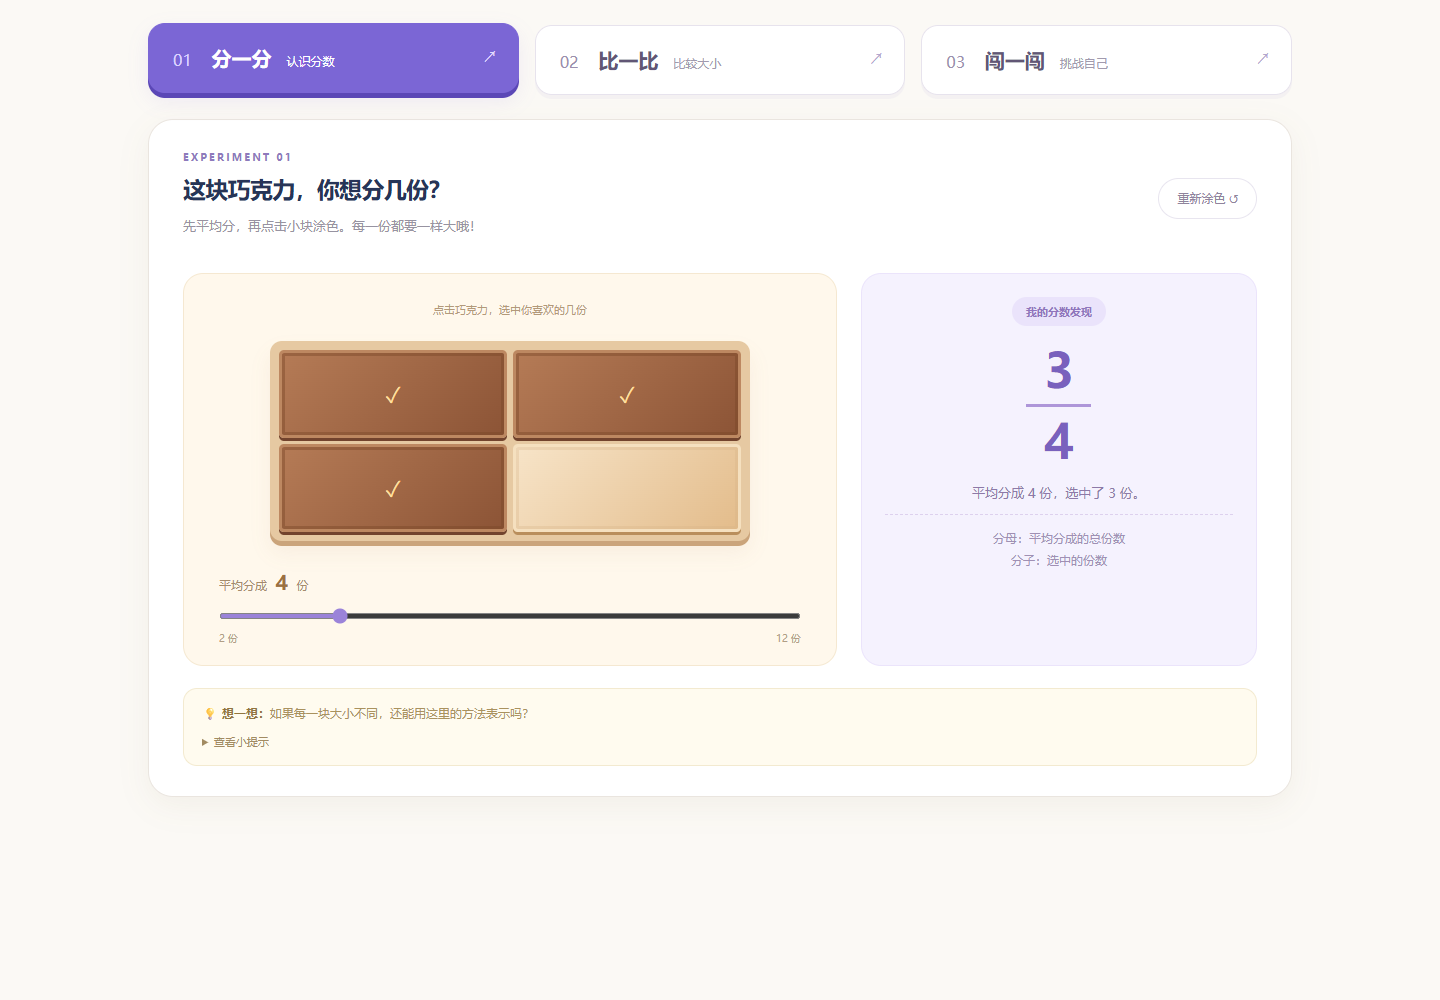 01 分一分 认识分数 ↗
02 比一比 比较大小 ↗
03 闯一闯 挑战自己 ↗
EXPERIMENT 01
这块巧克力，你想分几份？
先平均分，再点击小块涂色。每一份都要一样大哦！
重新涂色 ↺
点击巧克力，选中你喜欢的几份
✓ ✓
✓
平均分成 4 份
2 份 12 份
我的分数发现
3
4
平均分成 4 份，选中了 3 份。
分母：平均分成的总份数
分子：选中的份数
💡 想一想：如果每一块大小不同，还能用这里的方法表示吗？
▶ 查看小提示